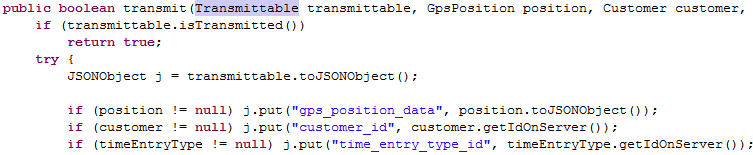 public boolean transmit(Transmittable transmittable, GpsPosition position, Customer customer,
if (transmittable.isTransmitted())
return true;
try {
JSONObject j = transmittable.toJSONObject();
if (position != null) j.put("gps_position_data", position.toJSONObject());
if (customer != null) j.put("customer_id", customer.getIdOnServer());
if (timeEntryType != null) j.put("time_entry_type_id", timeEntryType.getIdOnServer());